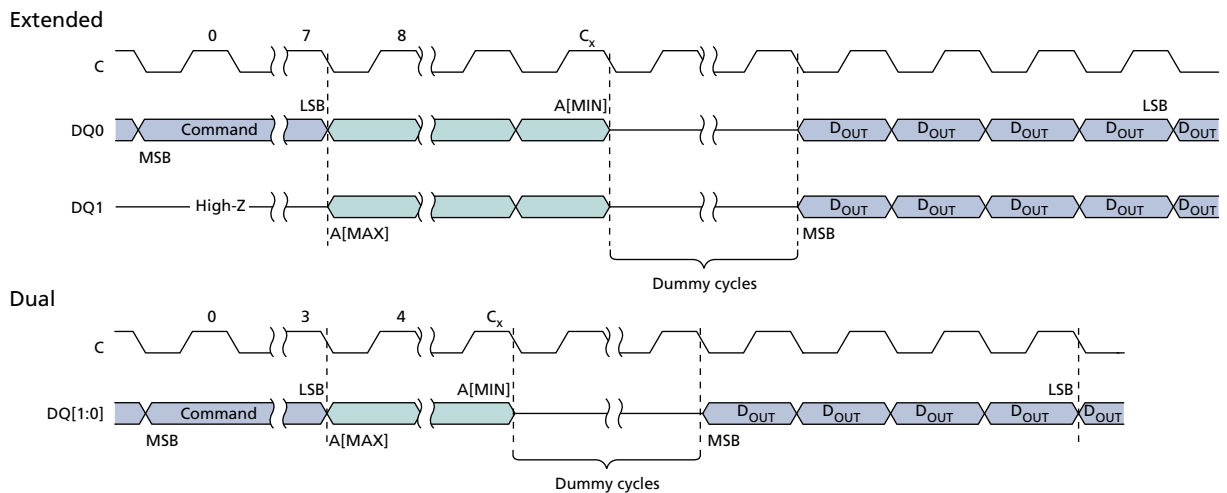 Extended
0 7 8 Cx
C
LSB A[MIN] LSB
DQ0 Command DOUT DOUT DOUT DOUT DOUT
MSB
DQ1 High-Z DOUT DOUT DOUT DOUT DOUT
A[MAX] MSB
Dummy cycles
Dual
0 3 4 Cx
C
LSB A[MIN] LSB
DQ[1:0] Command DOUT DOUT DOUT DOUT DOUT
MSB A[MAX] MSB
Dummy cycles